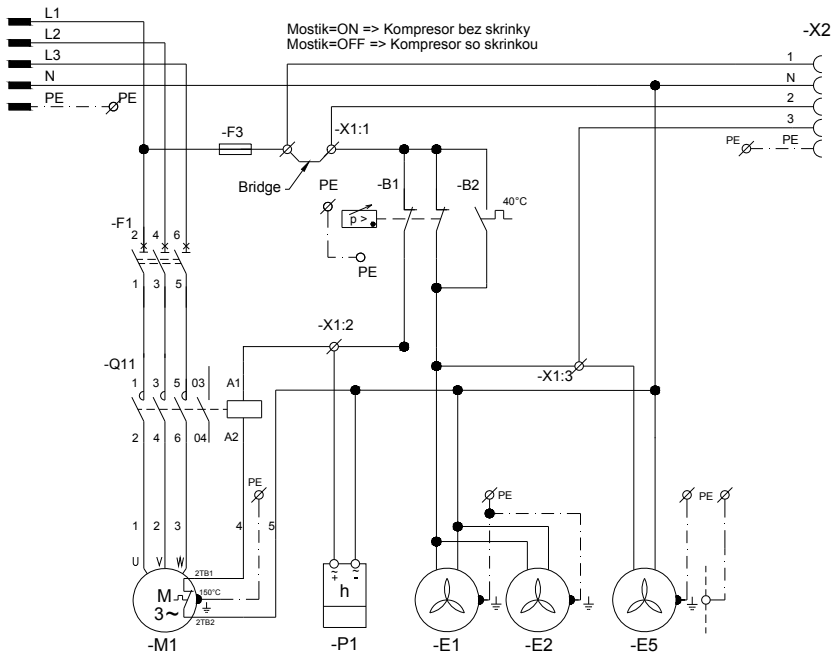 L1
L2
L3
N
PE
PE
Mostik=ON => Kompresor bez skrinky
Mostik=OFF => Kompresor so skrinkou
-X2
1
N
2
3
PE
PE
-F3
-X1:1
Bridge
PE
-B1
-B2
40°C
p >
PE
-F1
2 4 6
1 3 5
-X1:2
-X1:3
-Q11
1 3 5 03
A1
2 4 6 04
A2
PE
PE
PE
1 2 3 4 5
U V W
2TB1
M
3~
150°C
2TB2
~ ~
+ -
h
-M1
-P1
-E1
-E2
-E5